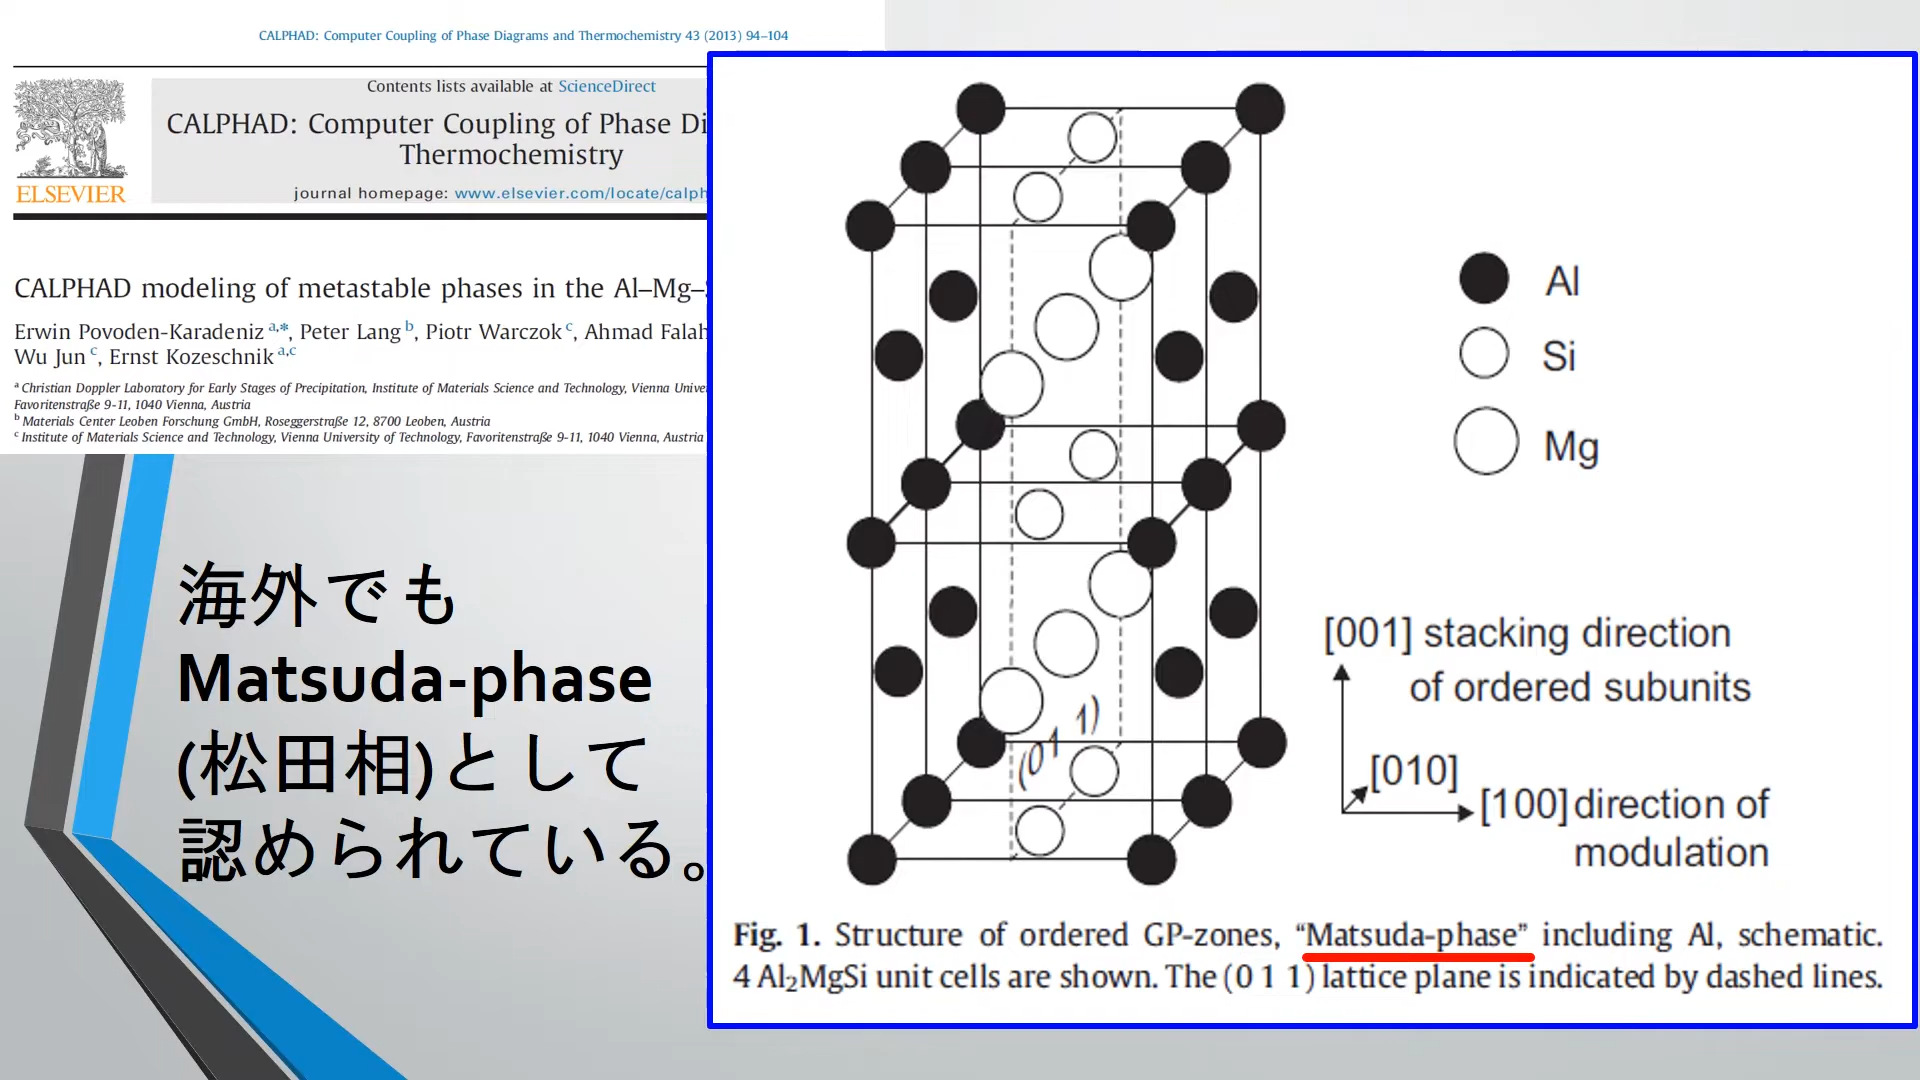 CALPHAD: Computer Coupling of Phase Diagrams and Thermochemistry 43 (2013) 94–104
Contents lists available at ScienceDirect
CALPHAD: Computer Coupling of Phase Di
Thermochemistry
journal homepage: www.elsevier.com/locate/calph
ELSEVIER
CALPHAD modeling of metastable phases in the Al–Mg–
Erwin Povoden-Karadeniz a,*, Peter Lang b, Piotr Warczok c, Ahmad Falah
Wu Jun c, Ernst Kozeschnik a,c
a Christian Doppler Laboratory for Early Stages of Precipitation, Institute of Materials Science and Technology, Vienna Unive
Favoritenstraße 9-11, 1040 Vienna, Austria
b Materials Center Leoben Forschung GmbH, Roseggerstraße 12, 8700 Leoben, Austria
c Institute of Materials Science and Technology, Vienna University of Technology, Favoritenstraße 9-11, 1040 Vienna, Austria
海外でも
Matsuda-phase
(松田相)として
認められている。
Al
Si
Mg
[001] stacking direction
of ordered subunits
[010]
[100] direction of
modulation
(0 1 1)
Fig. 1. Structure of ordered GP-zones, “Matsuda-phase” including Al, schematic.
4 Al₂MgSi unit cells are shown. The (0 1 1) lattice plane is indicated by dashed lines.